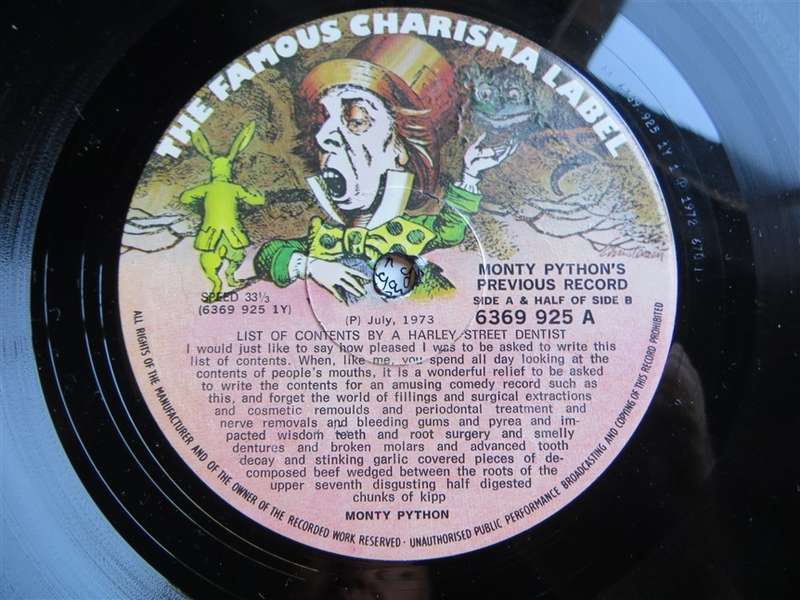 THE FAMOUS CHARISMA LABEL
MONTY PYTHON'S
PREVIOUS RECORD
SPEED 33⅓
SIDE A & HALF OF SIDE B
(6369 925 1Y)
6369 925 A
(P) July, 1973
LIST OF CONTENTS BY A HARLEY STREET DENTIST
I would just like to say how pleased I was to be asked to write this
list of contents. When, like me, you spend all day looking at the
contents of people's mouths, it is a wonderful relief to be asked
to write the contents for an amusing comedy record such as
this, and forget the world of fillings and surgical extractions
and cosmetic remoulds and periodontal treatment and
nerve removals and bleeding gums and pyrea and im-
pacted wisdom teeth and root surgery and smelly
dentures and broken molars and advanced tooth
decay and stinking garlic covered pieces of de-
composed beef wedged between the roots of the
upper seventh disgusting half digested
chunks of kipp
MONTY PYTHON
ALL RIGHTS OF THE MANUFACTURER AND OF THE OWNER OF THE RECORDED WORK RESERVED · UNAUTHORISED PUBLIC PERFORMANCE BROADCASTING AND COPYING OF THIS RECORD PROHIBITED
6369 925 1Y 1 ℗ 1972 670